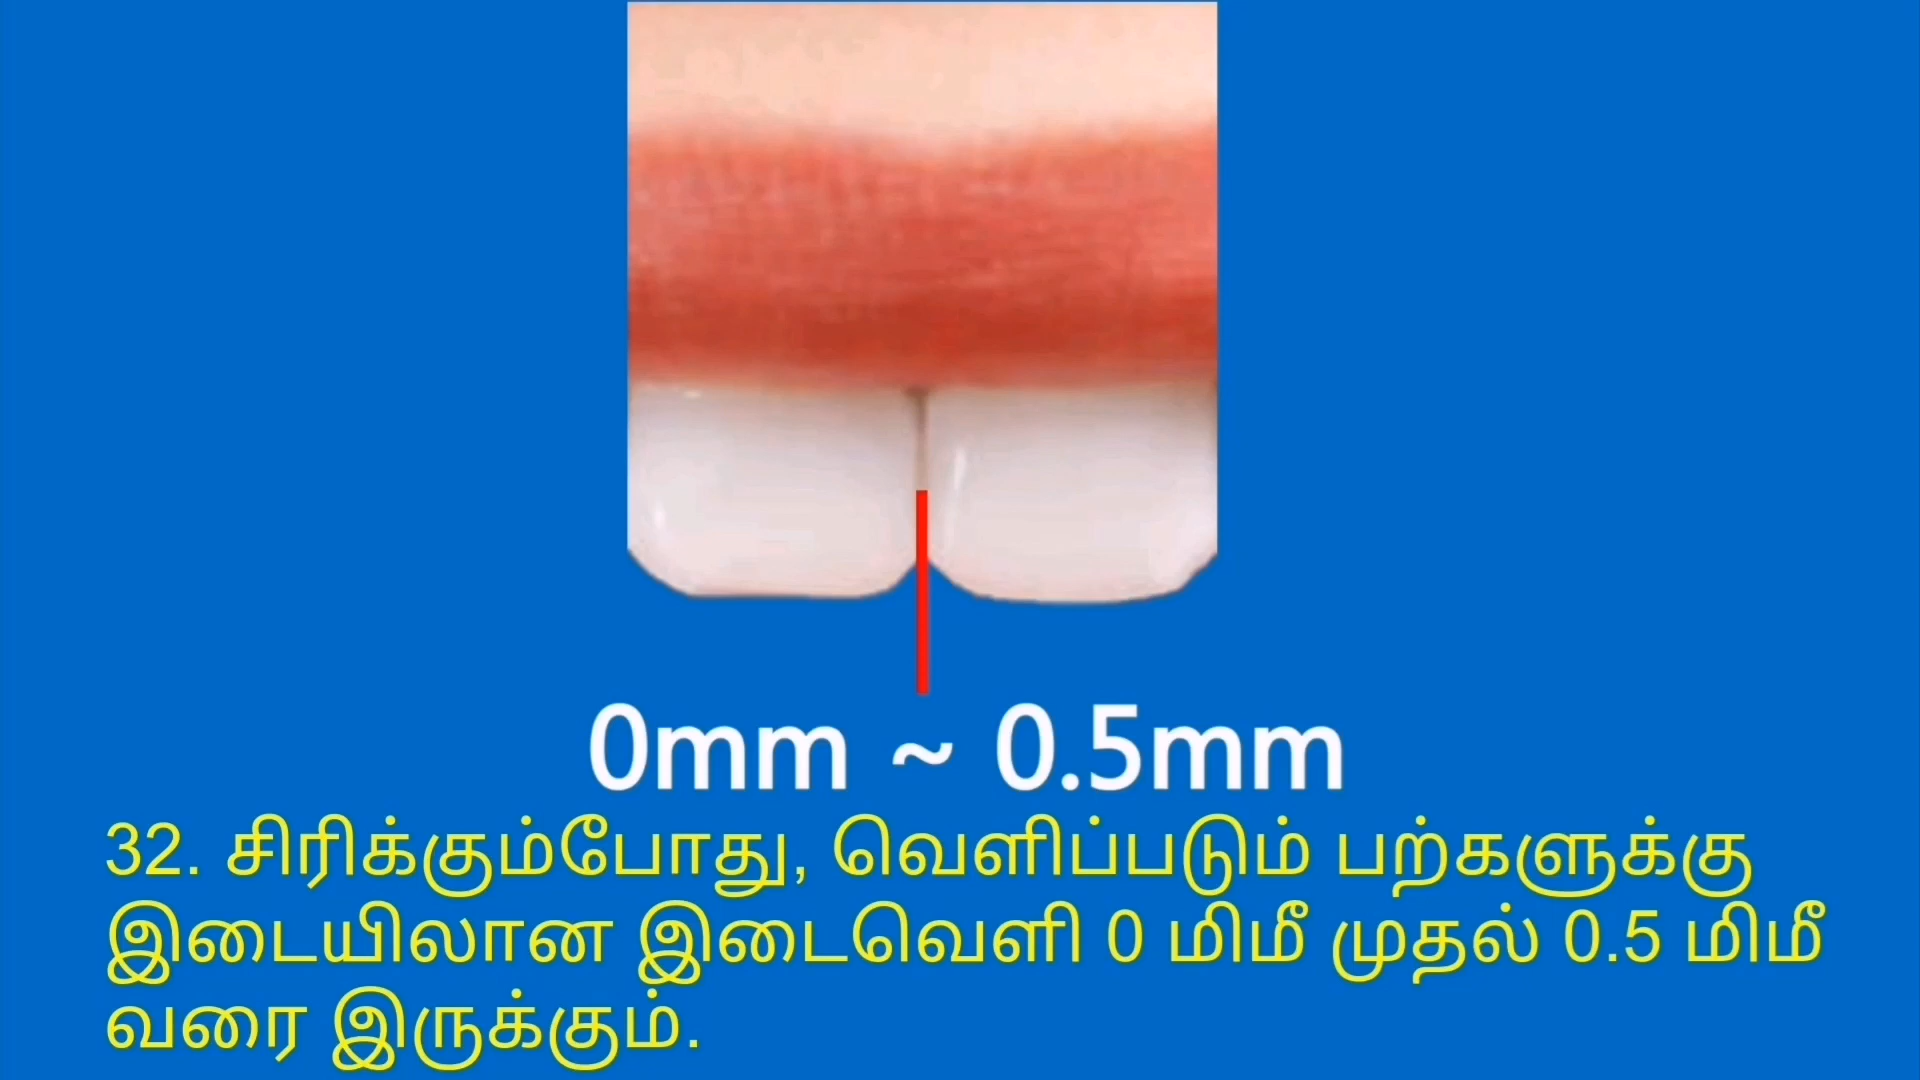 0mm ~ 0.5mm
32. சிரிக்கும்போது, வெளிப்படும் பற்களுக்கு
இடையிலான இடைவெளி 0 மிமீ முதல் 0.5 மிமீ
வரை இருக்கும்.